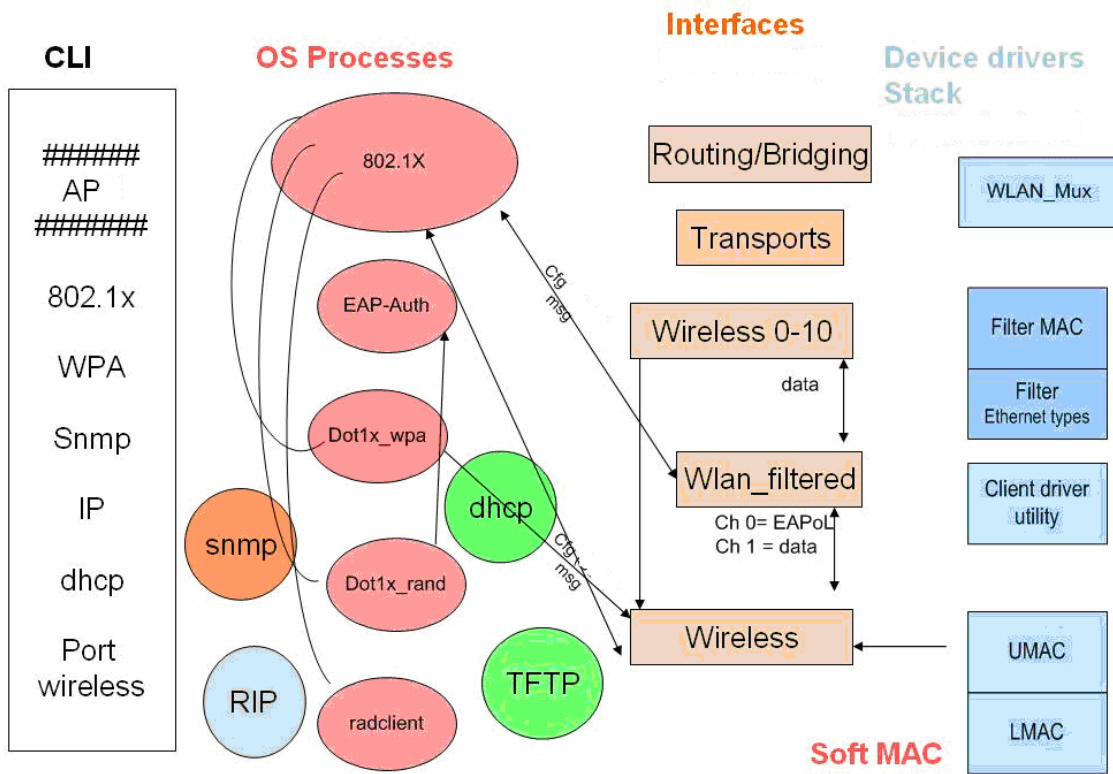 Interfaces
CLI
OS Processes
Device drivers
Stack
######
AP
#######
802.1x
WPA
Snmp
IP
dhcp
Port
wireless
802.1X
EAP-Auth
Dot1x_wpa
dhcp
snmp
Dot1x_rand
RIP
TFTP
radclient
Cfg
msg
Cfg
msg
Routing/Bridging
Transports
Wireless 0-10
data
Wlan_filtered
Ch 0= EAPoL
Ch 1 = data
Wireless
WLAN_Mux
Filter MAC
Filter
Ethernet types
Client driver
utility
UMAC
LMAC
Soft MAC